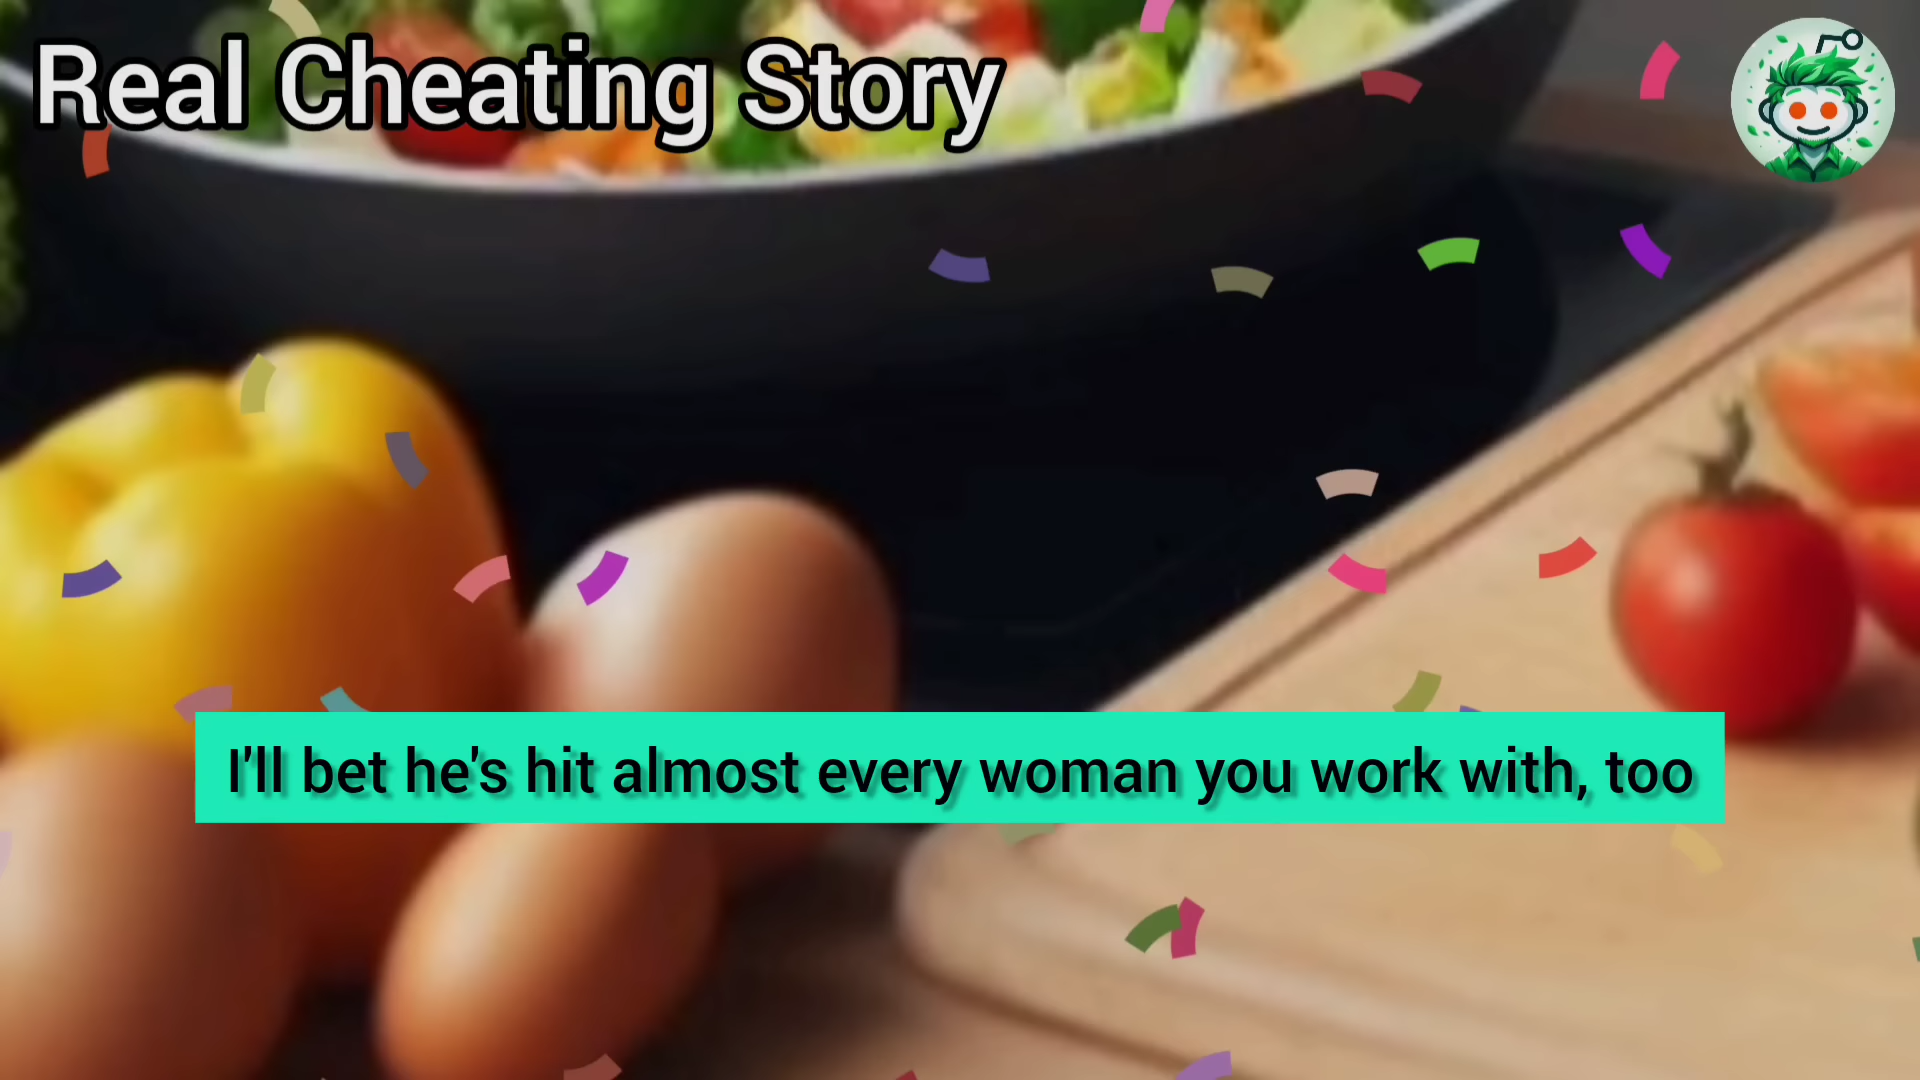 Real Cheating Story
I'll bet he's hit almost every woman you work with, too